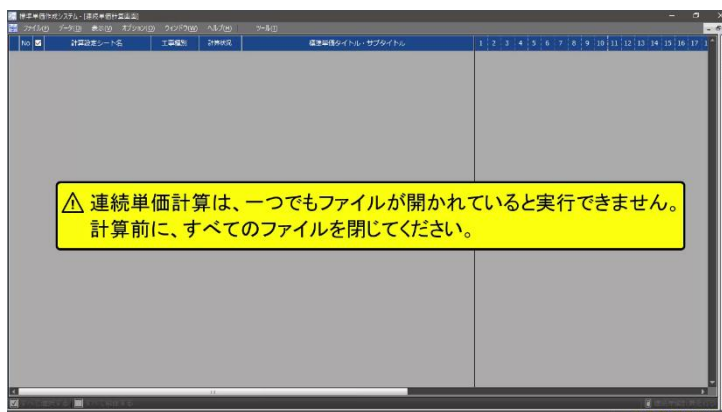 標準単価作成システム - [連続単価計算画面]
ファイル(F) データ(D) 表示(V) オプション(O) ウィンドウ(W) ヘルプ(H) ツール(T)
No 計算設定シート名 工事種別 計算状況 標準単価タイトル・サブタイトル 1 2 3 4 5 6 7 8 9 10 11 12 13 14 15 16 17 1
連続単価計算は、一つでもファイルが開かれていると実行できません。
計算前に、すべてのファイルを閉じてください。